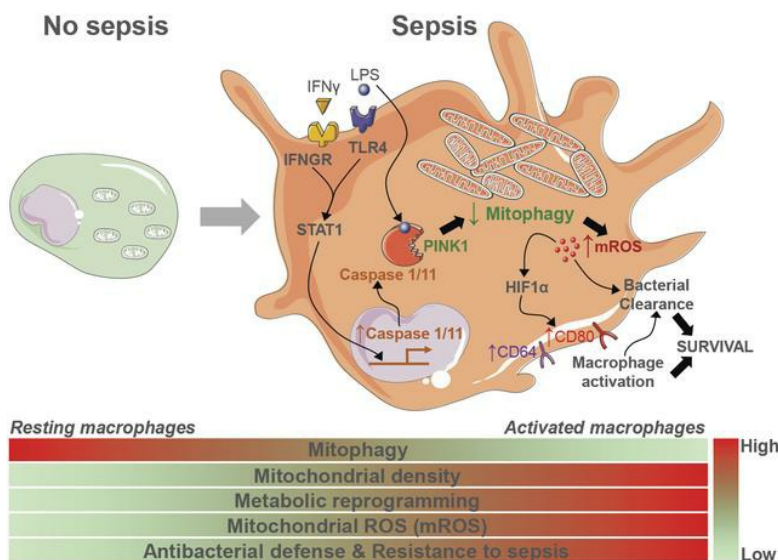 No sepsis
Sepsis
IFNγ
LPS
IFNGR
TLR4
STAT1
PINK1
↓ Mitophagy
↑mROS
Caspase 1/11
HIF1α
Bacterial
Clearance
↑Caspase 1/11
↑CD64
↑CD80
SURVIVAL
Macrophage
activation
Resting macrophages
Activated macrophages
Mitophagy
Mitochondrial density
Metabolic reprogramming
Mitochondrial ROS (mROS)
Antibacterial defense & Resistance to sepsis
High
Low